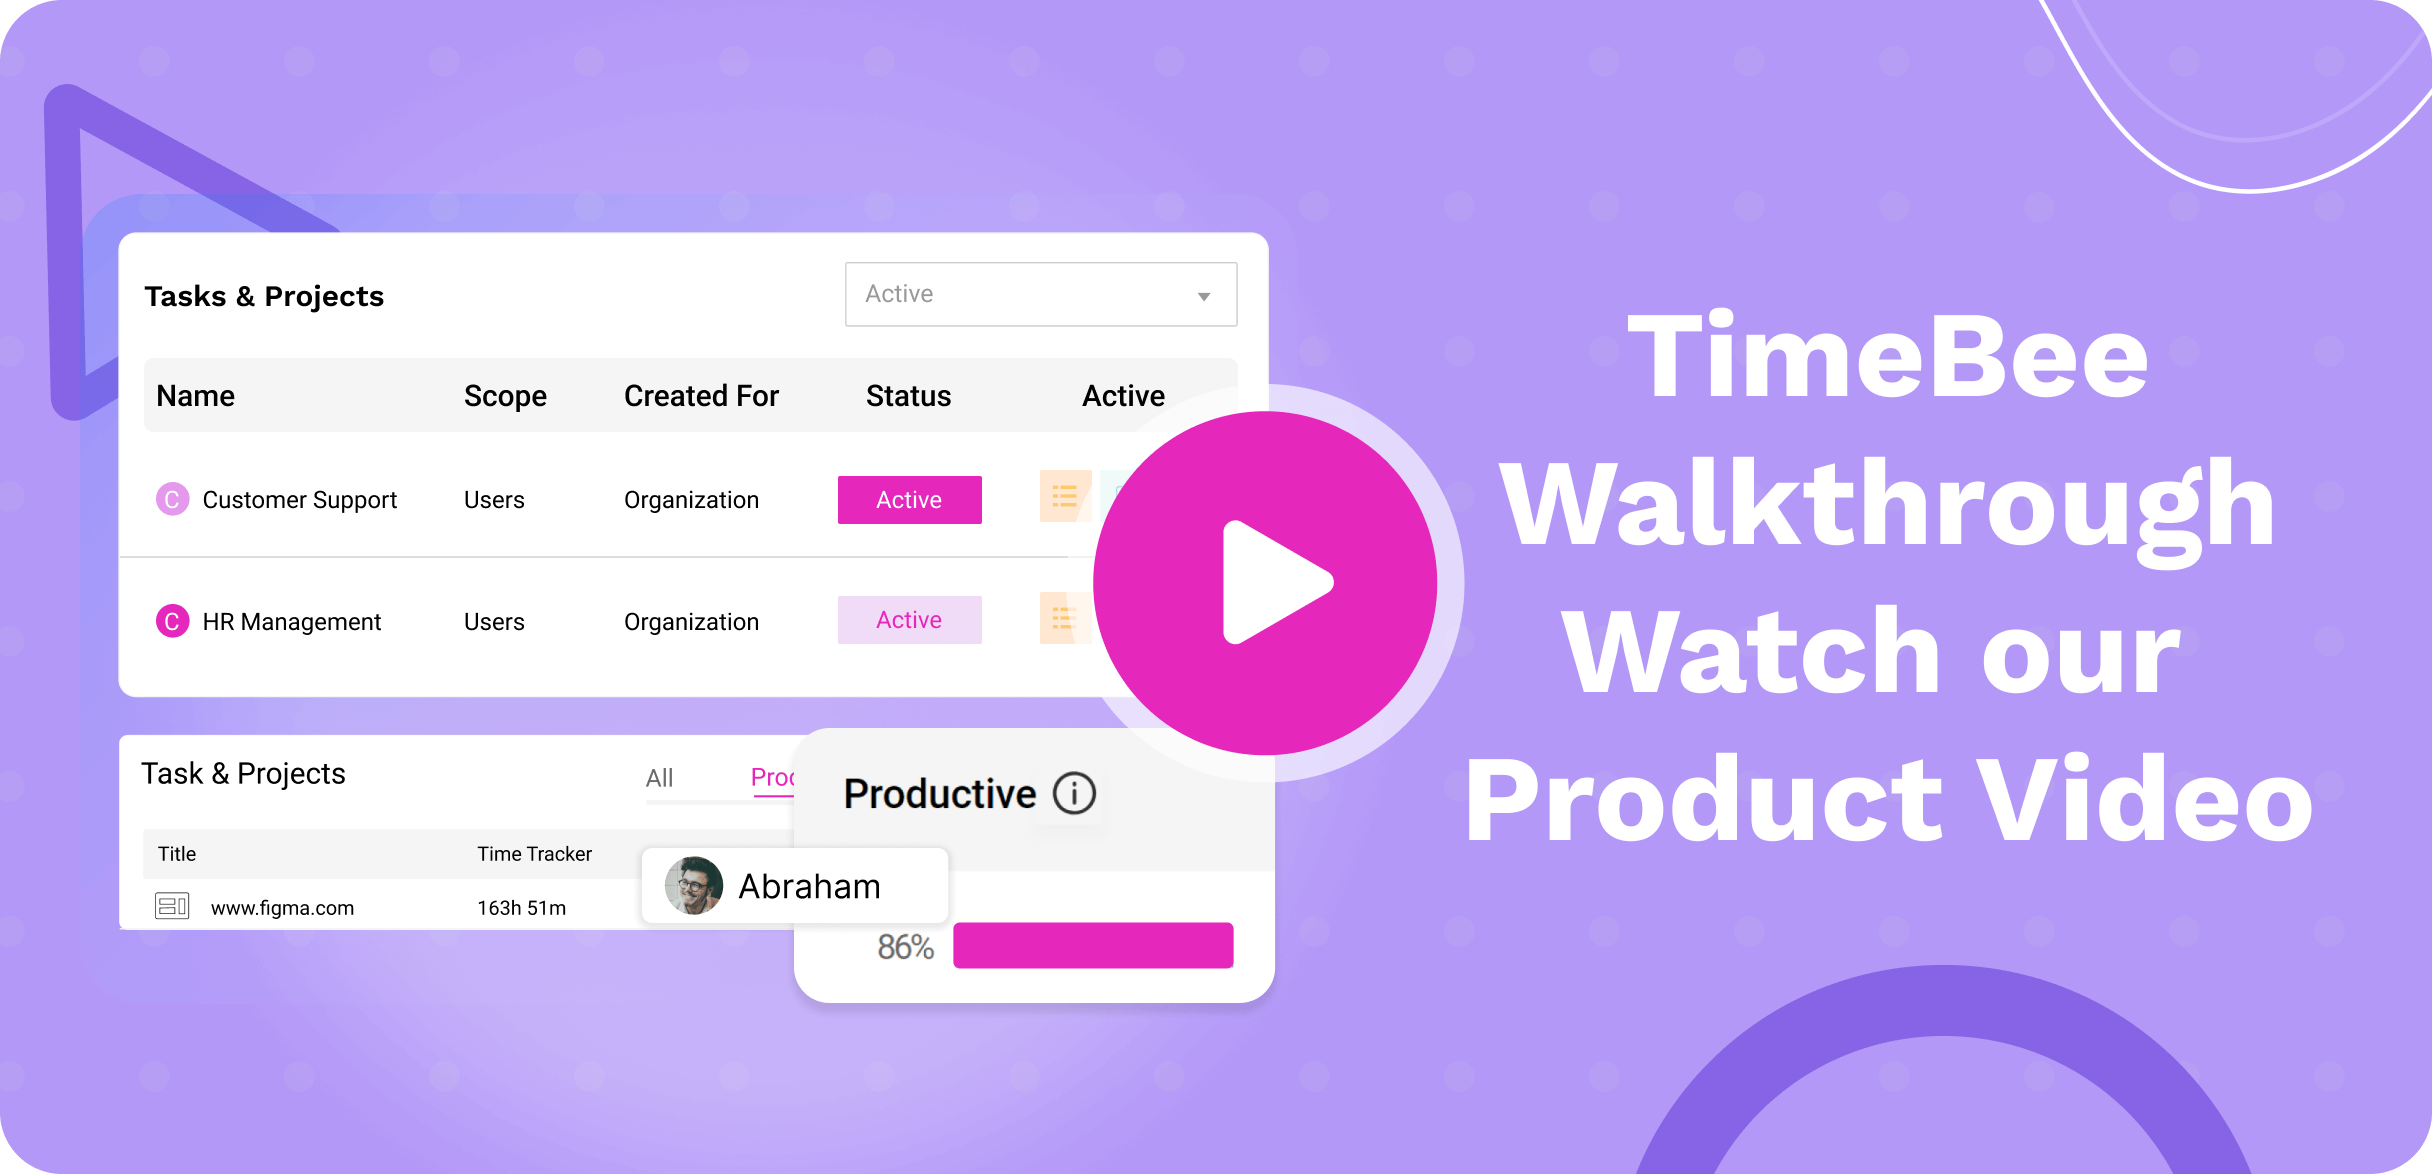 Tasks & Projects
Active
Name Scope Created For Status Active
C Customer Support Users Organization Active
C HR Management Users Organization Active
Task & Projects
All
Productive
Title Time Tracker
www.figma.com 163h 51m
Abraham
86%
TimeBee
Walkthrough
Watch our
Product Video